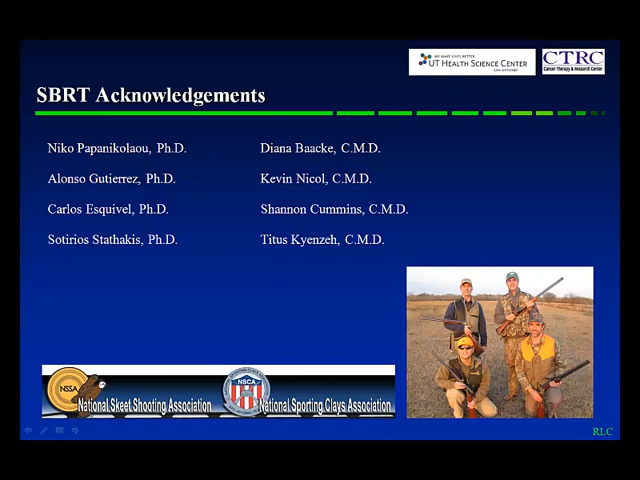 WE MAKE LIVES BETTER
UT HEALTH SCIENCE CENTER
SAN ANTONIO
CTRC
Cancer Therapy & Research Center
SBRT Acknowledgements
Niko Papanikolaou, Ph.D.
Diana Baacke, C.M.D.
Alonso Gutierrez, Ph.D.
Kevin Nicol, C.M.D.
Carlos Esquivel, Ph.D.
Shannon Cummins, C.M.D.
Sotirios Stathakis, Ph.D.
Titus Kyenzeh, C.M.D.
NSSA
National Skeet Shooting Association
NSCA
National Sporting Clays Association
RLC